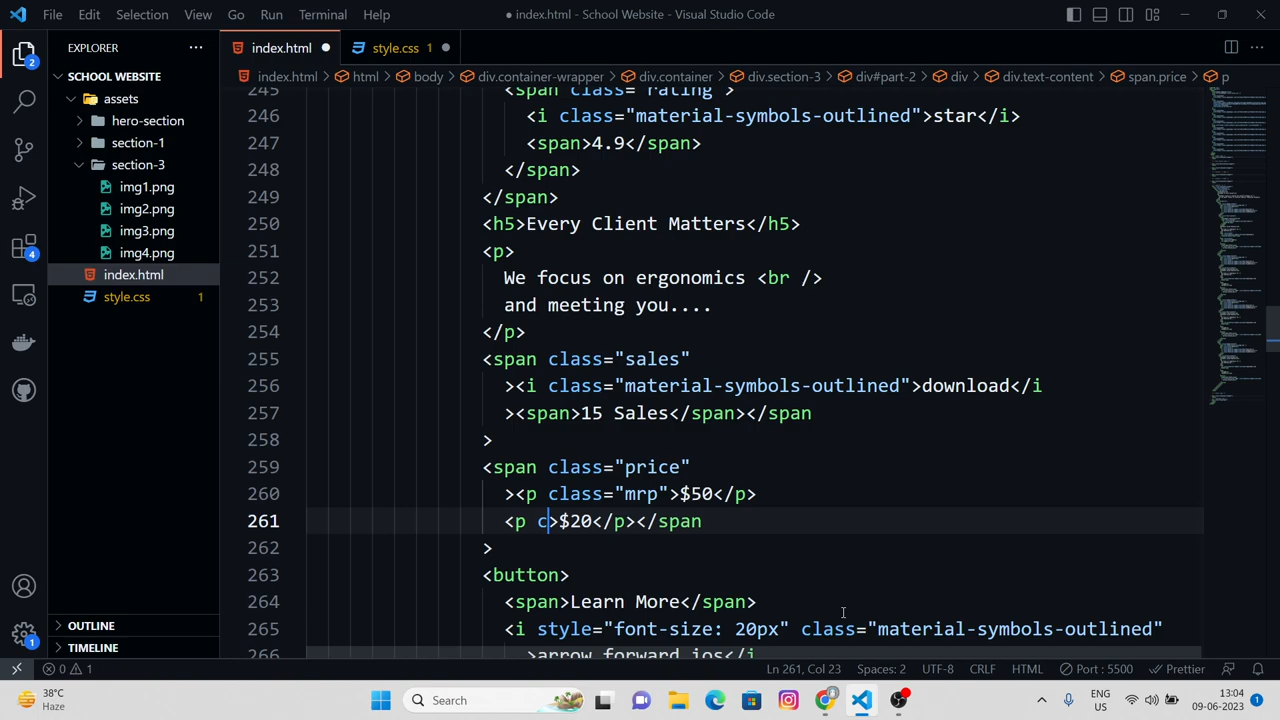 File Edit Selection View Go Run Terminal Help
● index.html - School Website - Visual Studio Code
EXPLORER
index.html
style.css 1
SCHOOL WEBSITE
index.html > html > body > div.container-wrapper > div.container > div.section-3 > div#part-2 > div > div.text-content > span.price > p
assets
hero-section
section-1
section-3
img1.png
img2.png
img3.png
img4.png
index.html
style.css 1
OUTLINE
TIMELINE
2
4
1
245 <span class="rating">
246 <i class="material-symbols-outlined">star</i>
247 <span>4.9</span>
248 </span>
249 </span>
250 <h5>Every Client Matters</h5>
251 <p>
252 We focus on ergonomics <br />
253 and meeting you....
254 </p>
255 <span class="sales"
256 ><i class="material-symbols-outlined">download</i
257 <span>15 Sales</span></span
258 >
259 <span class="price"
260 ><p class="mrp">$50</p>
261 <p c>$20</p></span
262 >
263 <button>
264 <span>Learn More</span>
265 <i style="font-size: 20px" class="material-symbols-outlined"
266 >arrow_forward_ios</i
0 1 Ln 261, Col 23 Spaces: 2 UTF-8 CRLF HTML Port : 5500 Prettier
38°C
Haze
Search
ENG
US
13:04
09-06-2023
1